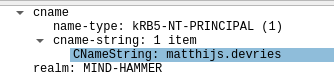 cname
name-type: kRB5-NT-PRINCIPAL (1)
cname-string: 1 item
CNameString: matthijs.devries
realm: MIND-HAMMER